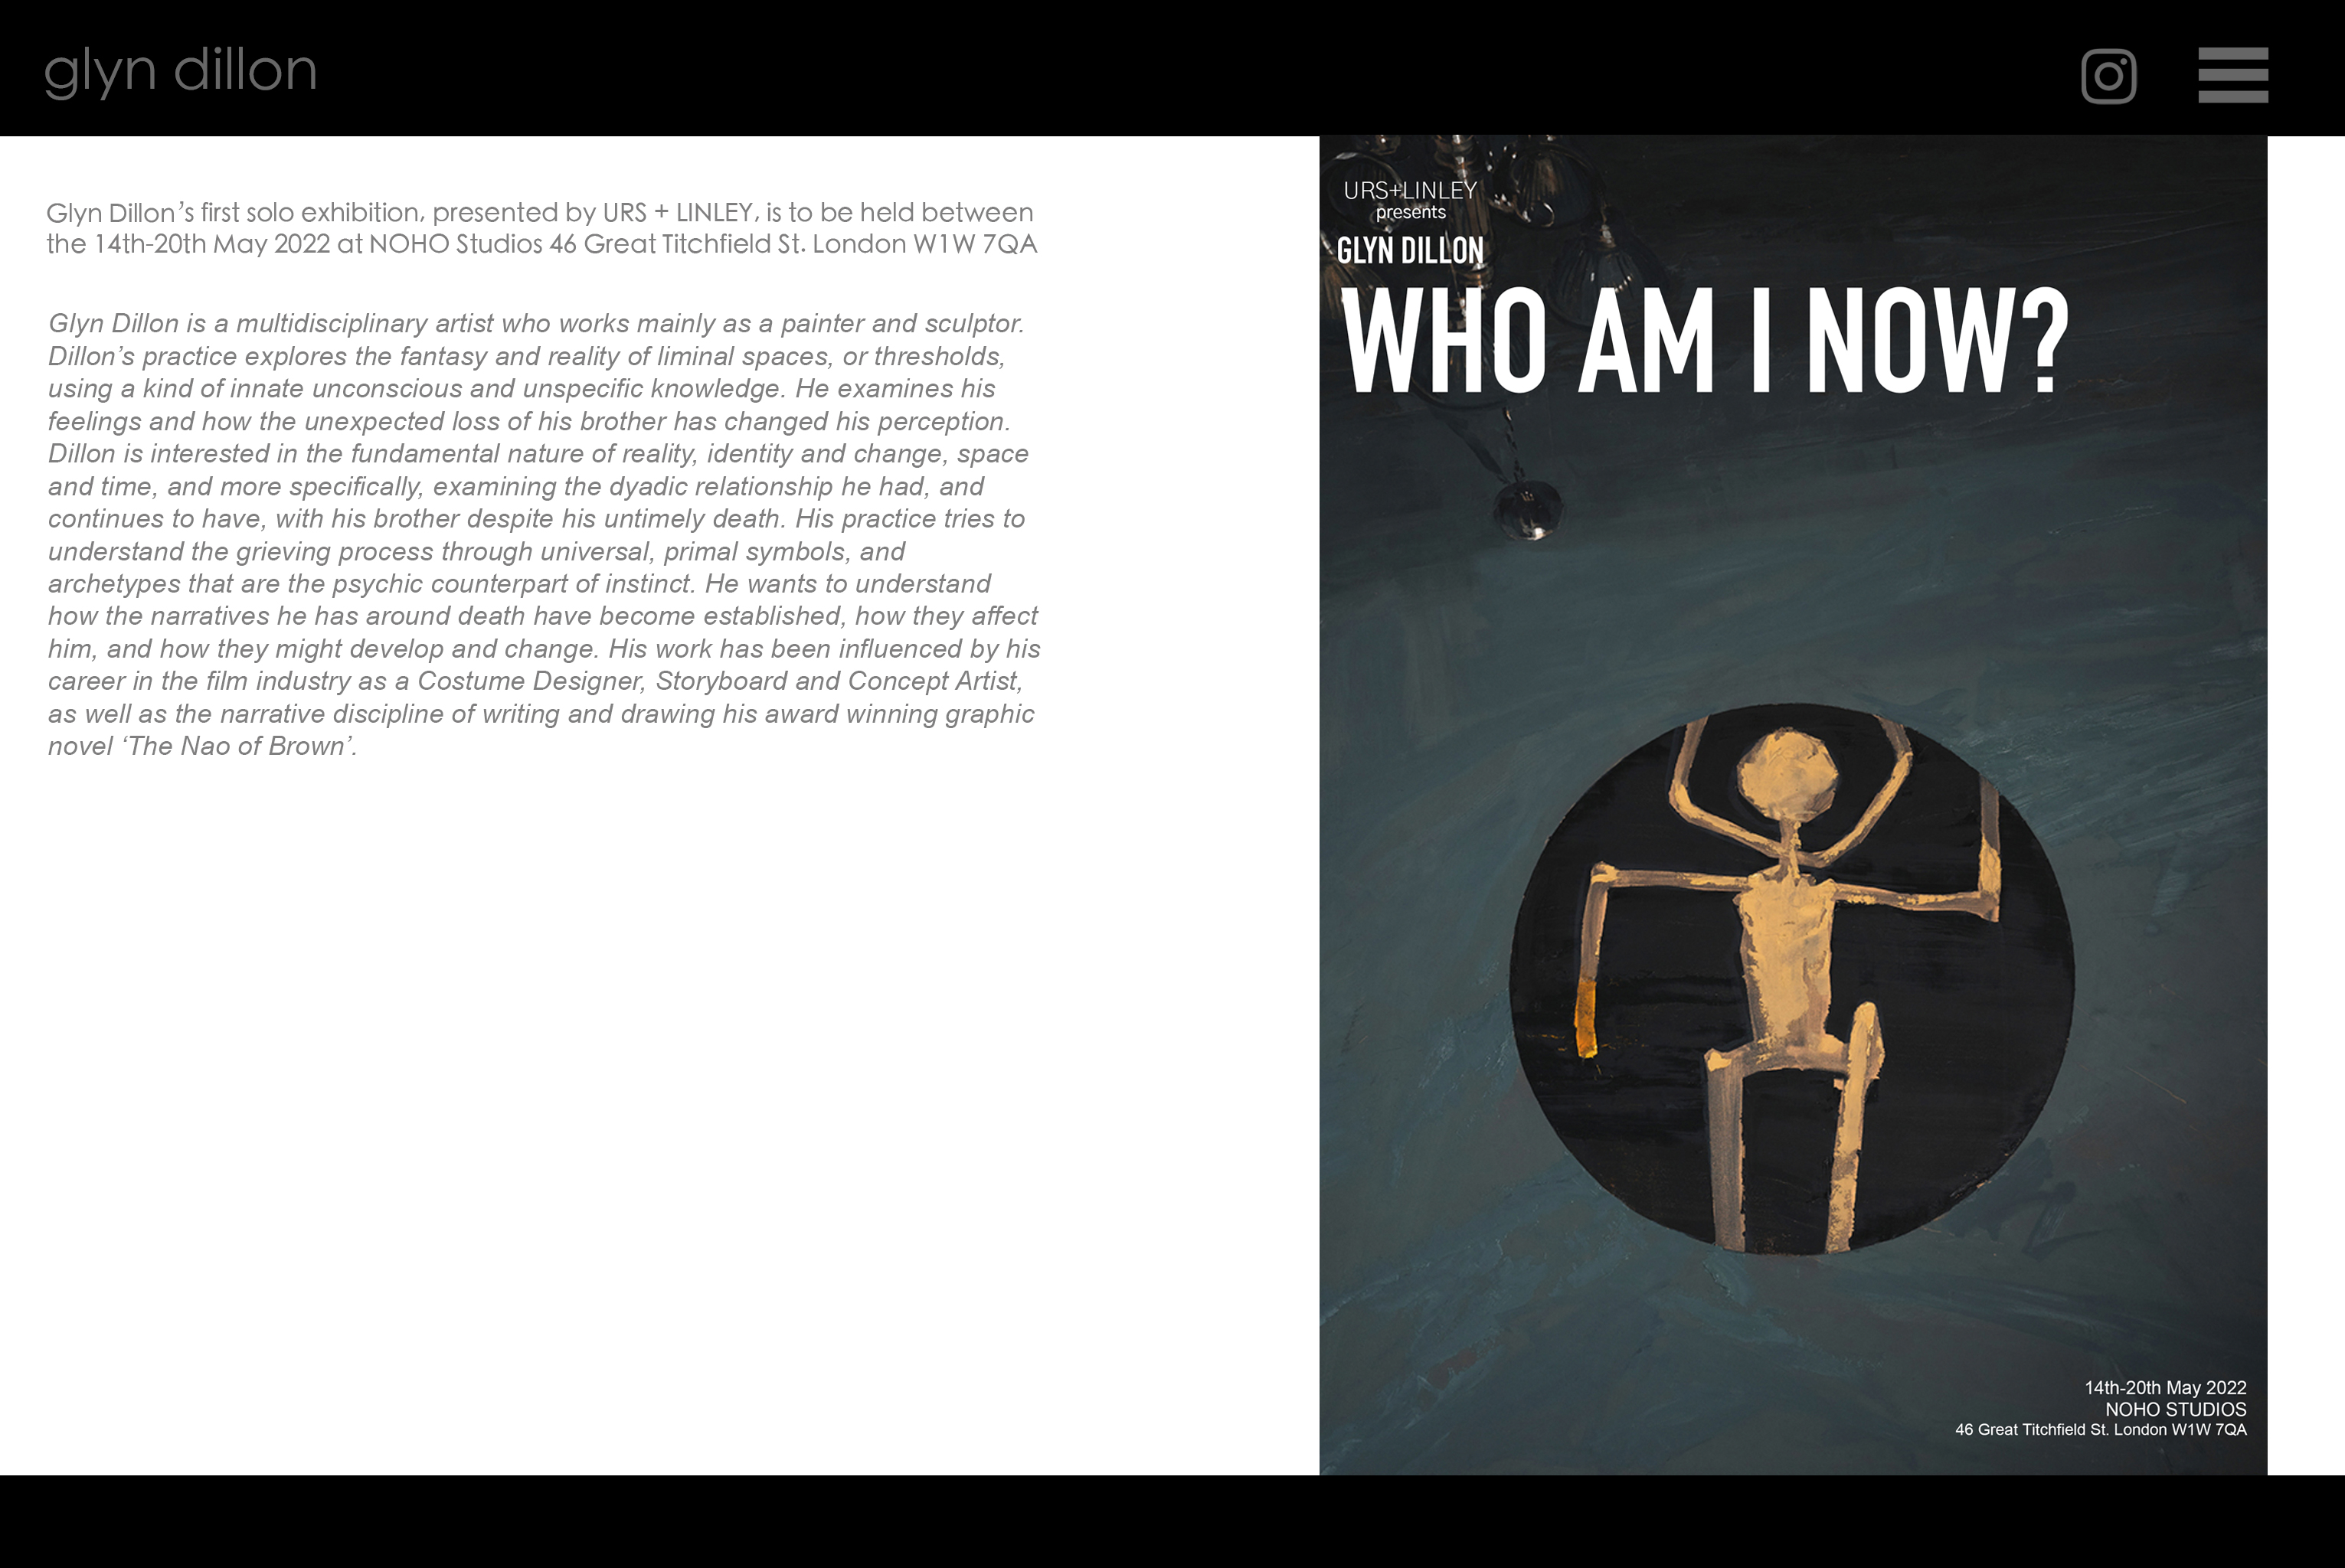 glyn dillon
Glyn Dillon’s first solo exhibition, presented by URS + LINLEY, is to be held between
the 14th-20th May 2022 at NOHO Studios 46 Great Titchfield St. London W1W 7QA
Glyn Dillon is a multidisciplinary artist who works mainly as a painter and sculptor.
Dillon’s practice explores the fantasy and reality of liminal spaces, or thresholds,
using a kind of innate unconscious and unspecific knowledge. He examines his
feelings and how the unexpected loss of his brother has changed his perception.
Dillon is interested in the fundamental nature of reality, identity and change, space
and time, and more specifically, examining the dyadic relationship he had, and
continues to have, with his brother despite his untimely death. His practice tries to
understand the grieving process through universal, primal symbols, and
archetypes that are the psychic counterpart of instinct. He wants to understand
how the narratives he has around death have become established, how they affect
him, and how they might develop and change. His work has been influenced by his
career in the film industry as a Costume Designer, Storyboard and Concept Artist,
as well as the narrative discipline of writing and drawing his award winning graphic
novel ‘The Nao of Brown’.
URS+LINLEY
presents
GLYN DILLON
WHO AM I NOW?
14th-20th May 2022
NOHO STUDIOS
46 Great Titchfield St. London W1W 7QA